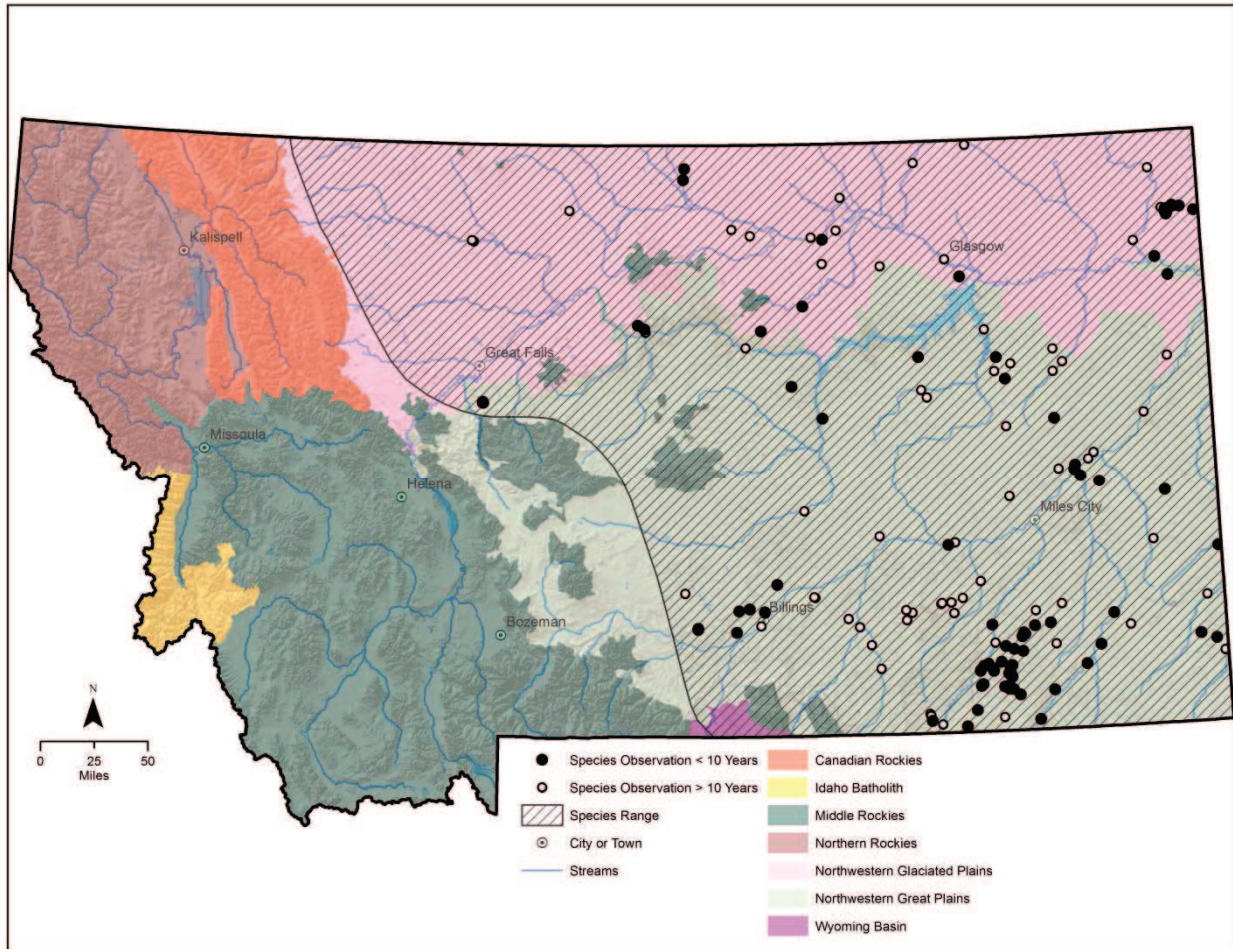 Kalispell
Glasgow
Great Falls
Missoula
Helena
Miles City
Billings
Bozeman
N
0 25 50
Miles
Species Observation < 10 Years
Species Observation > 10 Years
Species Range
City or Town
Streams
Canadian Rockies
Idaho Batholith
Middle Rockies
Northern Rockies
Northwestern Glaciated Plains
Northwestern Great Plains
Wyoming Basin